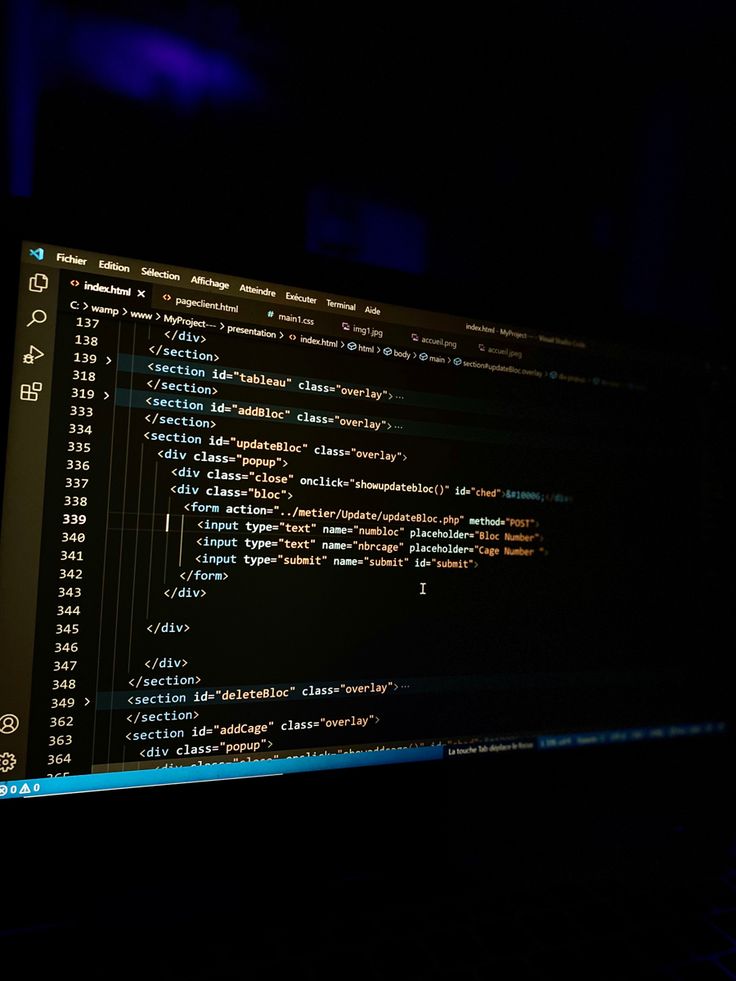 Fichier Edition Sélection Affichage Atteindre Exécuter Terminal Aide index.html - MyProject--- - Visual Studio Code
index.html pageclient.html # main1.css img1.jpg accueil.png accueil.jpeg
C: > wamp > www > MyProject--- > presentation > index.html > html > body > main > section#updateBloc.overlay >
137 </div>
138 </section>
139 <section id="tableau" class="overlay">...
318 </section>
319 <section id="addBloc" class="overlay">...
333 </section>
334 <section id="updateBloc" class="overlay">
335 <div class="popup">
336 <div class="close" onclick="showupdatebloc()" id="ched">&#10006;</div>
337 <div class="bloc">
338 <form action="../metier/Update/updateBloc.php" method="POST">
339 <input type="text" name="numbloc" placeholder="Bloc Number">
340 <input type="text" name="nbrcage" placeholder="Cage Number ">
341 <input type="submit" name="submit" id="submit">
342 </form>
343 </div>
344
345 </div>
346
347 </div>
348 </section>
349 <section id="deleteBloc" class="overlay">...
362 </section>
363 <section id="addCage" class="overlay">
364 <div class="popup">
365 <div class="close" onclick="showaddcage()"
La touche Tab déplace le focus
0 0